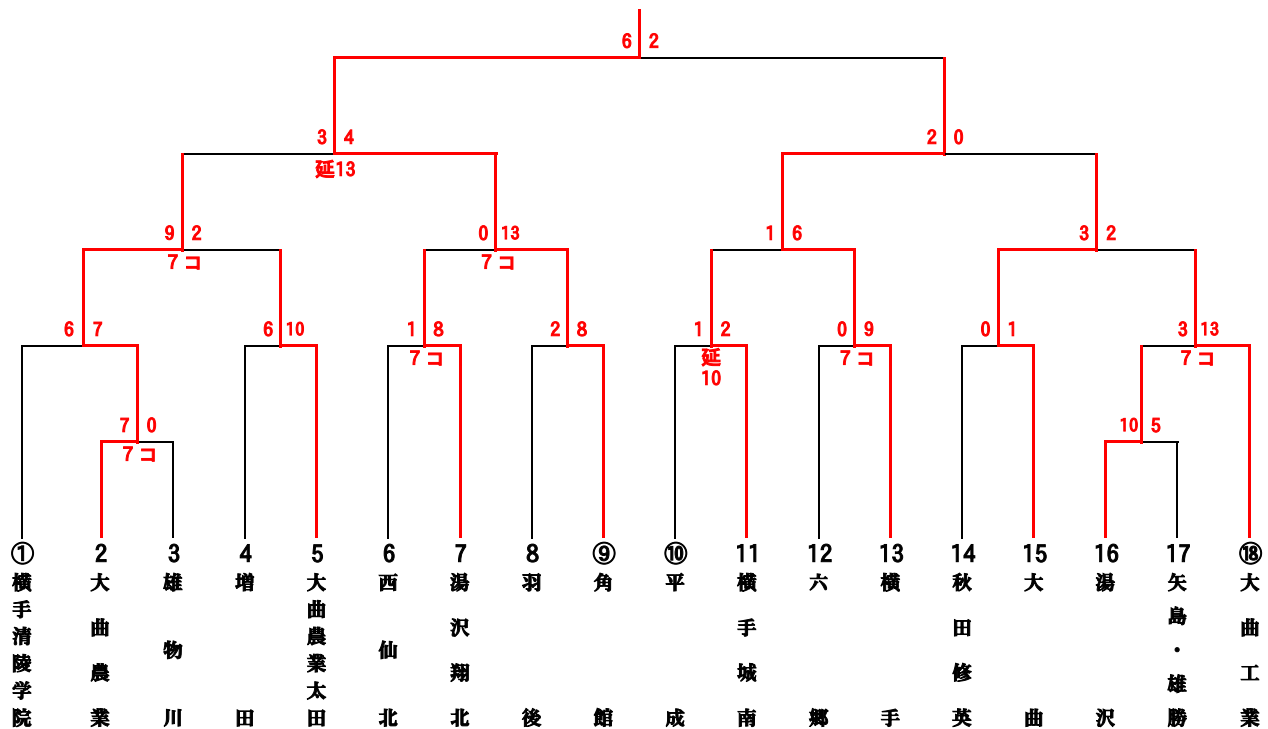 6 2
3 4
延13
2 0
9 2
7コ
0 13
7コ
1 6
3 2
6 7
6 10
1 8
7コ
2 8
1 2
延
10
0 9
7コ
0 1
3 13
7コ
7 0
7コ
10 5
① 2 3 4 5 6 7 8 ⑨ ⑩ 11 12 13 14 15 16 17 ⑱
横手清陵学院
大曲農業
雄物川
増田
大曲農業太田
西仙北
湯沢翔北
羽後
角館
平成
横手城南
六郷
横手
秋田修英
大曲
湯沢
矢島・雄勝
大曲工業